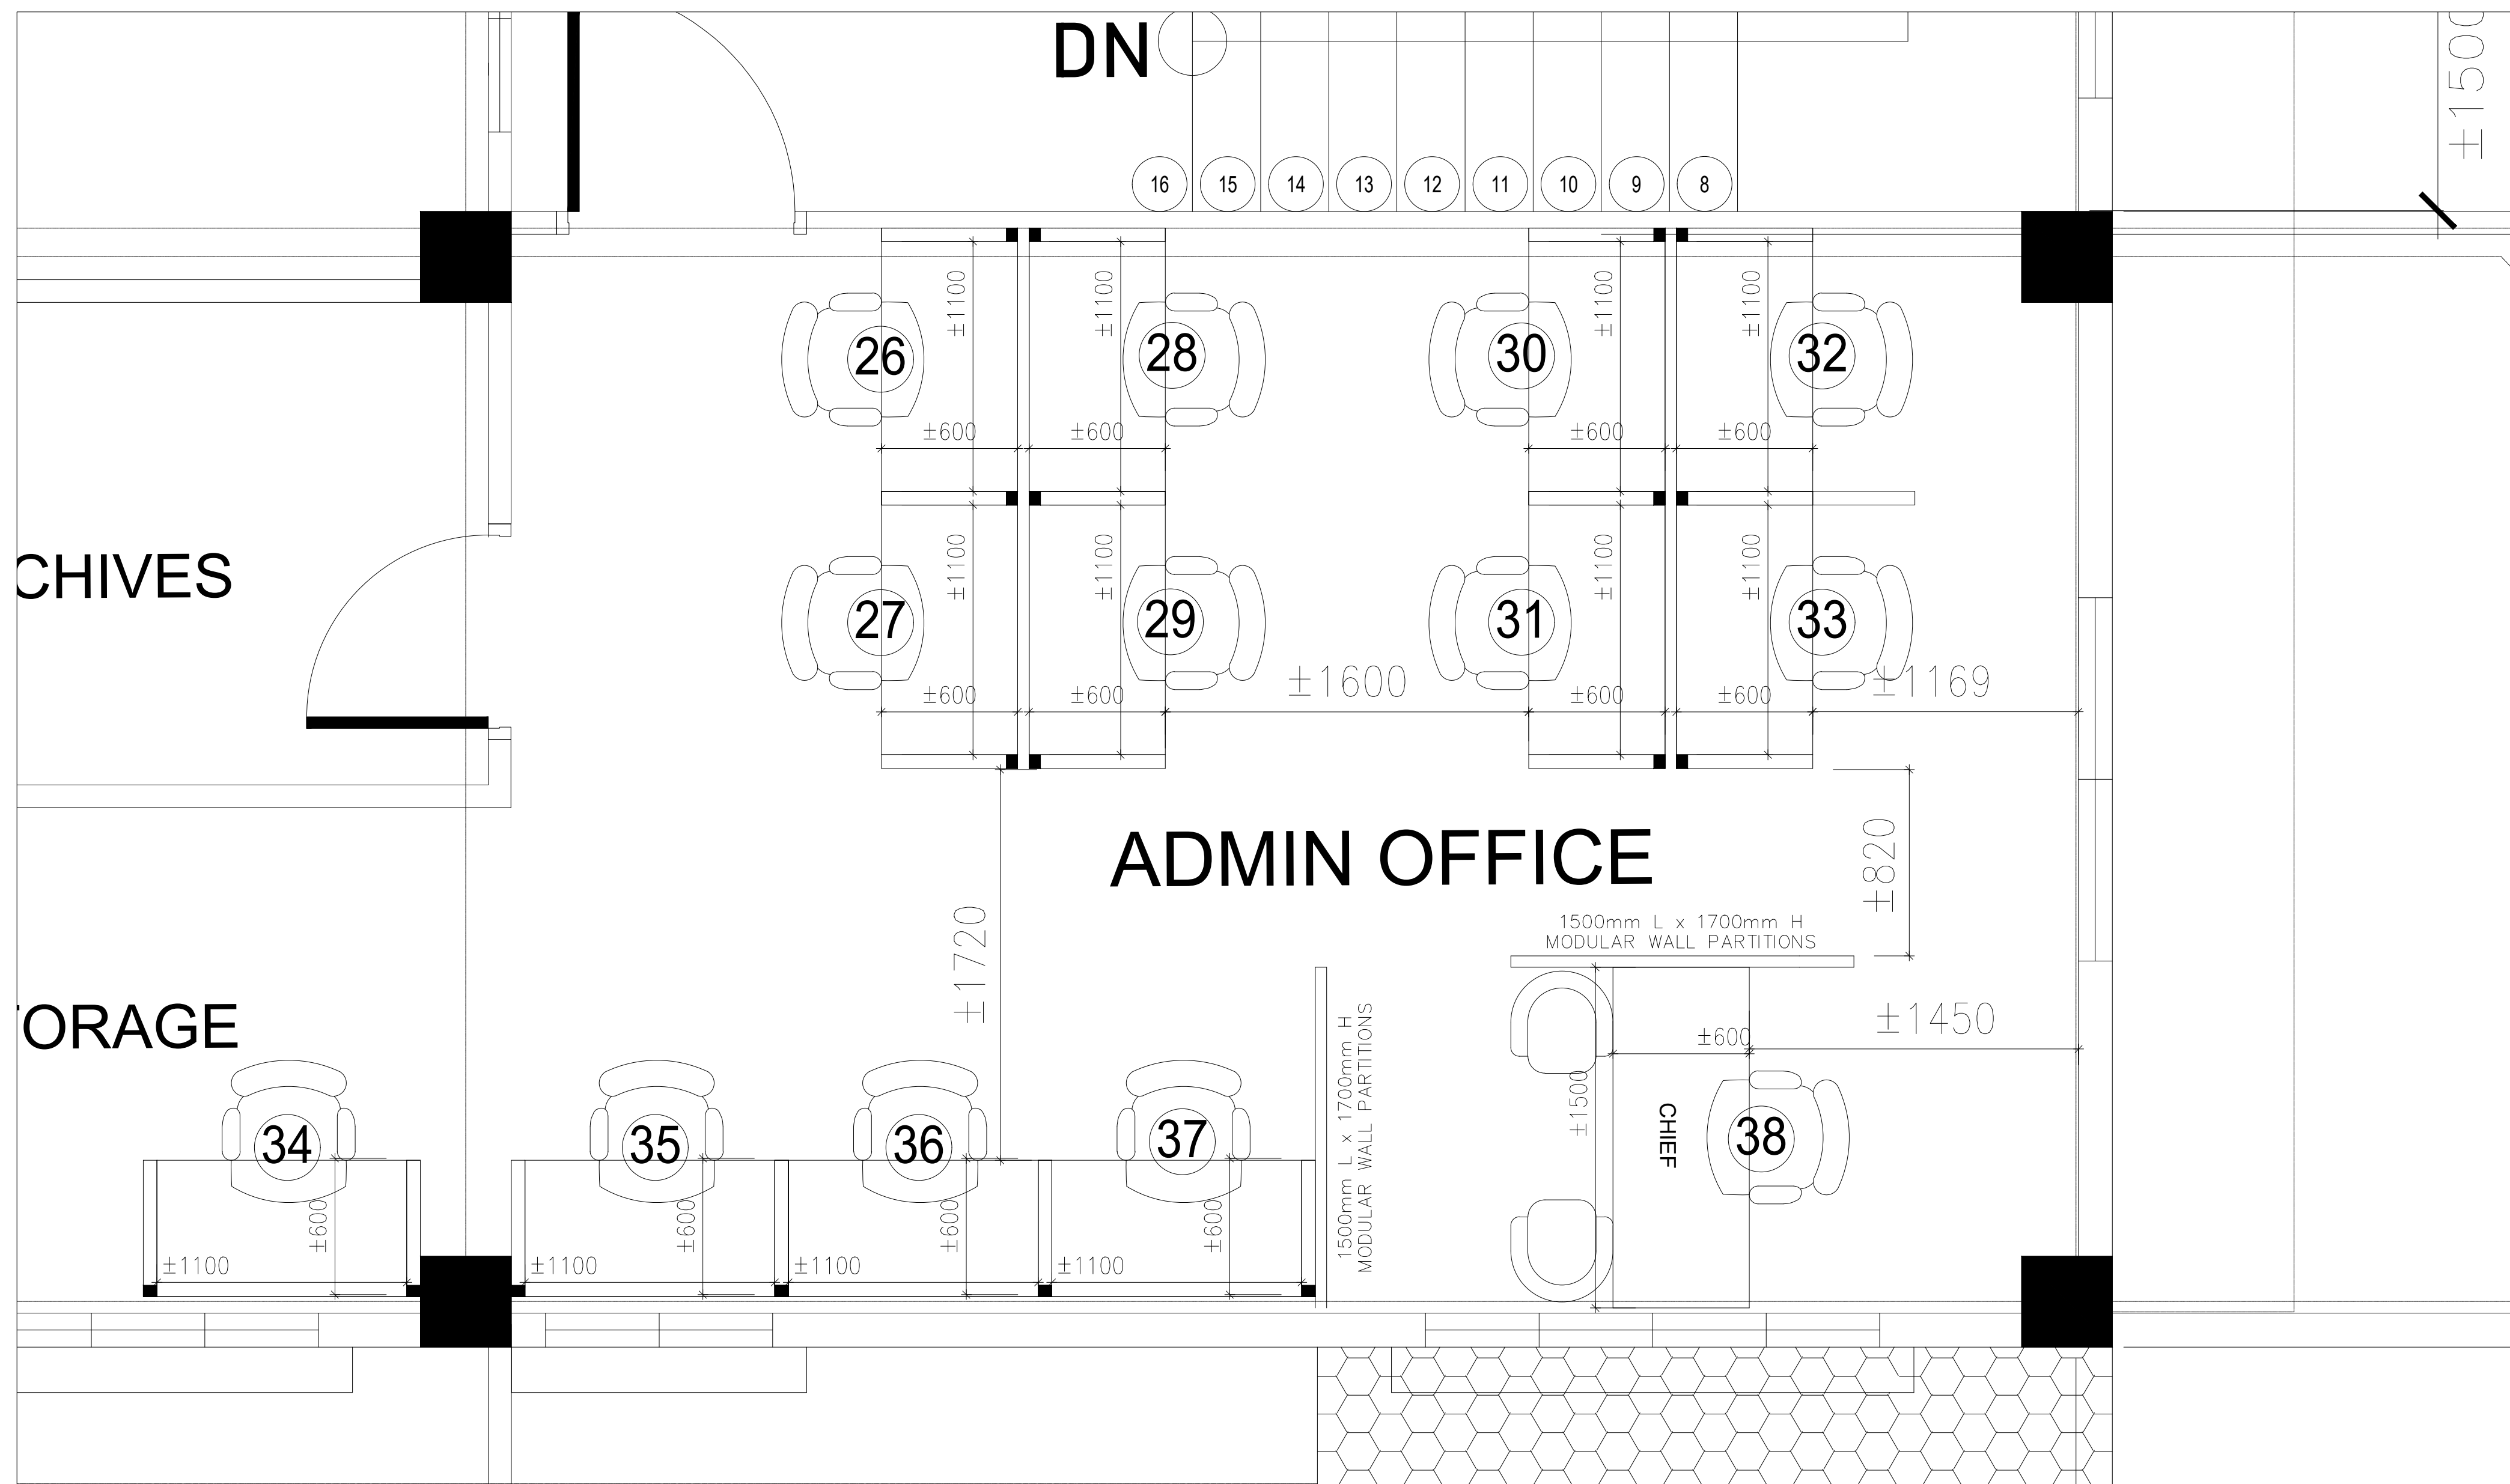 DN
±1500
16 15 14 13 12 11 10 9 8
±1100 ±1100 ±1100 ±1100
26 28 30 32
±600 ±600 ±600 ±600
±1100 ±1100 ±1100 ±1100
CHIVES
27 29 31 33
±1600 ±1169
±600 ±600 ±600 ±600
ADMIN OFFICE
±820
±1720
1500mm L x 1700mm H
MODULAR WALL PARTITIONS
TORAGE
±1450
±600
1500mm L x 1700mm H
MODULAR WALL PARTITIONS
±1500
CHIEF
34 35 36 37 38
±600 ±600 ±600 ±600
±1100 ±1100 ±1100 ±1100